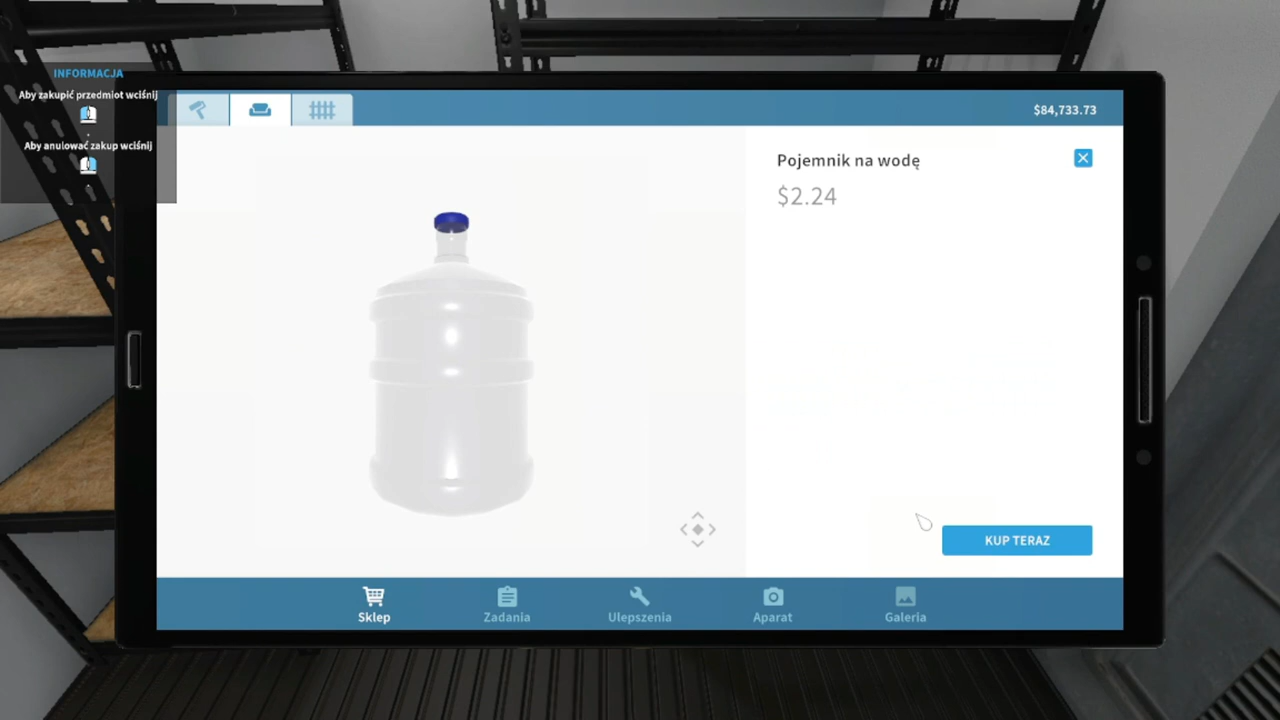 INFORMACJA
Aby zakupić przedmiot wciśnij
.
Aby anulować zakup wciśnij
.
$84,733.73
Pojemnik na wodę
$2.24
KUP TERAZ
Sklep
Zadania
Ulepszenia
Aparat
Galeria